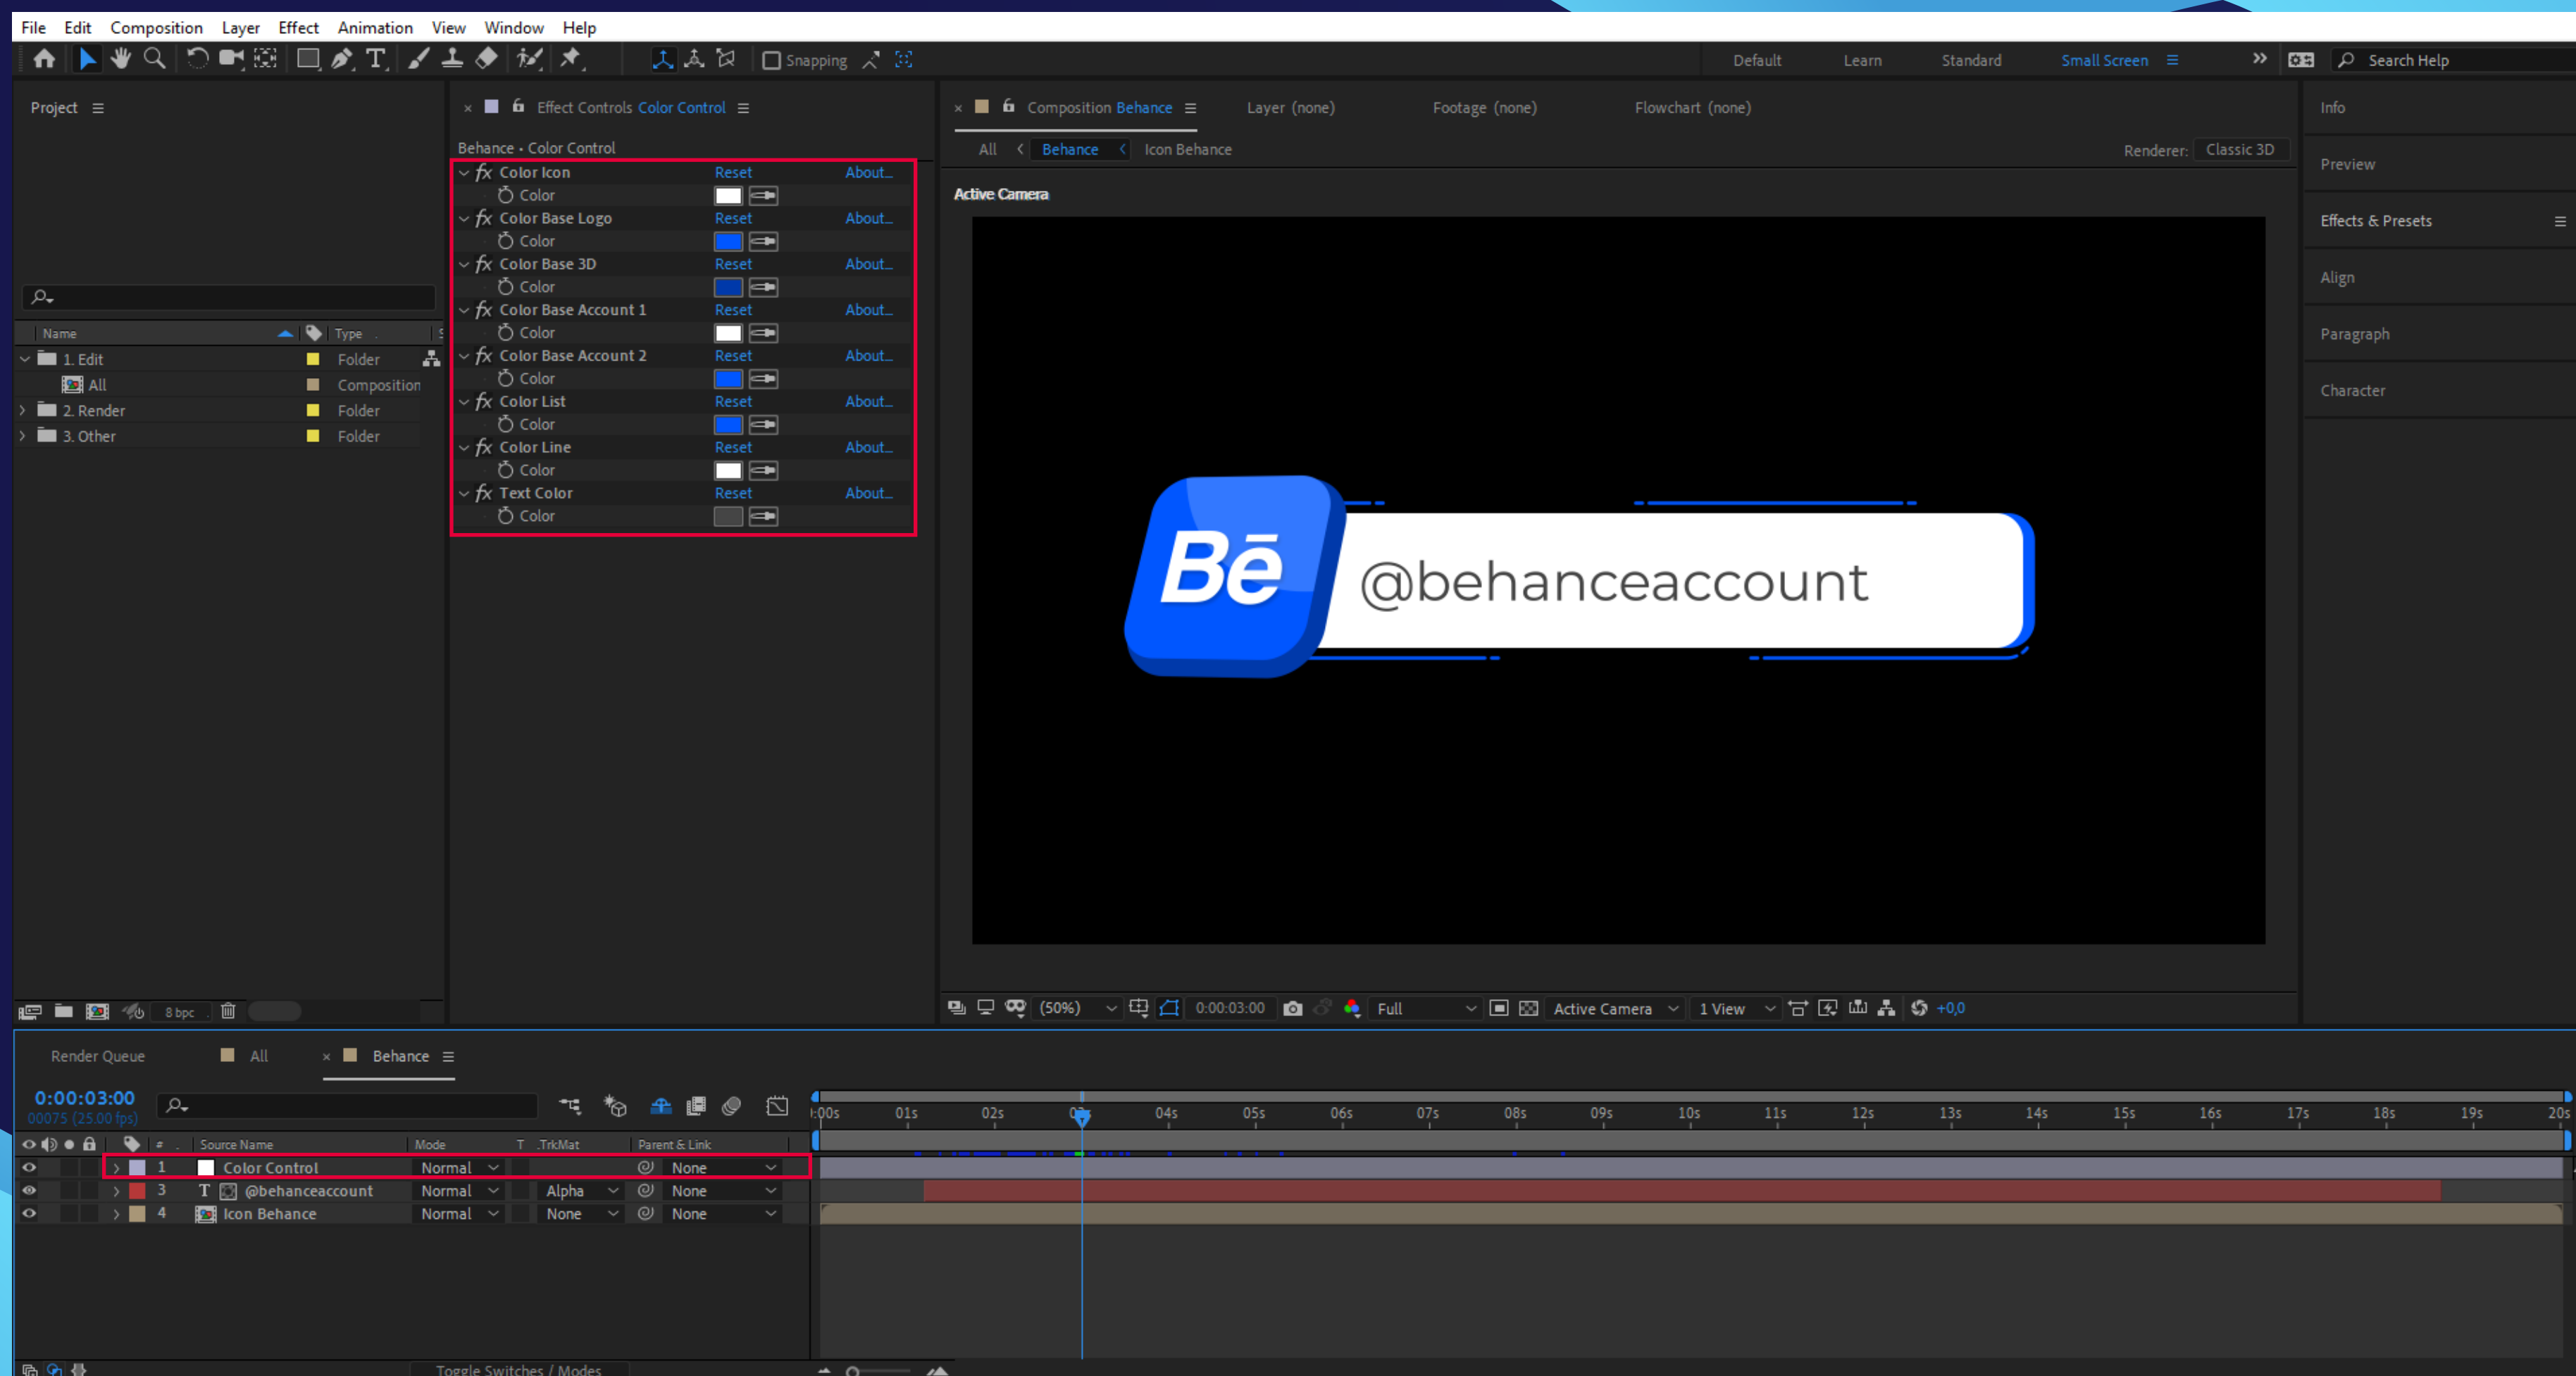 File Edit Composition Layer Effect Animation View Window Help
Snapping
Default Learn Standard Small Screen Search Help
Project
Effect Controls Color Control
Composition Behance Layer (none) Footage (none) Flowchart (none)
Info
Behance • Color Control
All < Behance < Icon Behance
Renderer: Classic 3D
Preview
Active Camera
Effects & Presets
Align
Paragraph
Character
fx Color Icon Reset About...
Color
fx Color Base Logo Reset About...
Color
fx Color Base 3D Reset About...
Color
fx Color Base Account 1 Reset About...
Color
fx Color Base Account 2 Reset About...
Color
fx Color List Reset About...
Color
fx Color Line Reset About...
Color
fx Text Color Reset About...
Color
Name Type
1. Edit Folder
All Composition
2. Render Folder
3. Other Folder
Bē
@behanceaccount
8 bpc
(50%) 0:00:03:00 Full Active Camera 1 View +0,0
Render Queue All Behance
0:00:03:00
00075 (25.00 fps)
:00s 01s 02s 03s 04s 05s 06s 07s 08s 09s 10s 11s 12s 13s 14s 15s 16s 17s 18s 19s 20s
# Source Name Mode T .TrkMat Parent & Link
1 Color Control Normal None
3 T @behanceaccount Normal Alpha None
4 Icon Behance Normal None None
Toggle Switches / Modes